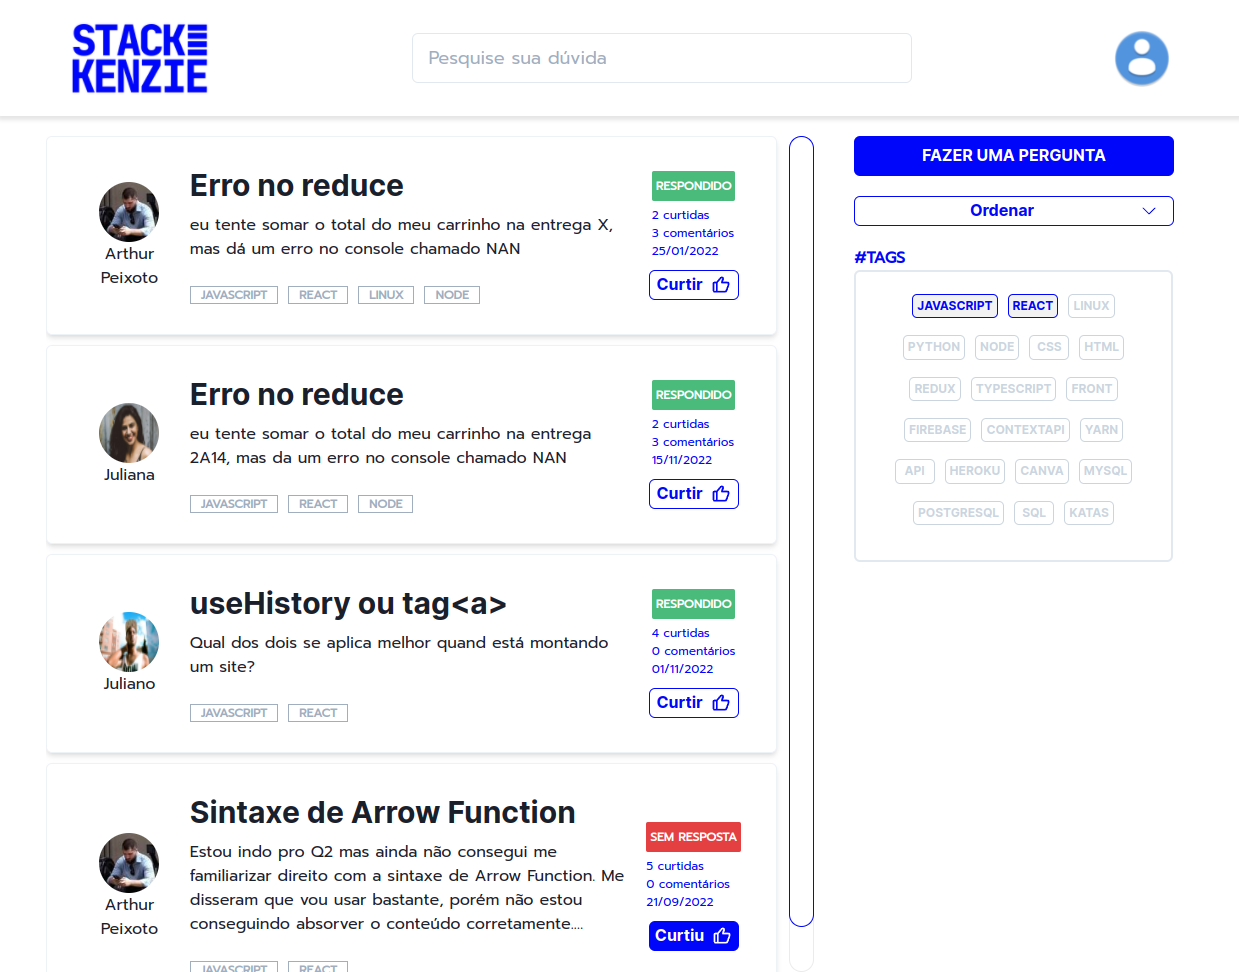 STACK
KENZIE
Pesquise sua dúvida
Erro no reduce
eu tente somar o total do meu carrinho na entrega X,
mas dá um erro no console chamado NAN
Arthur
Peixoto
JAVASCRIPT REACT LINUX NODE
RESPONDIDO
2 curtidas
3 comentários
25/01/2022
Curtir
Erro no reduce
eu tente somar o total do meu carrinho na entrega
2A14, mas da um erro no console chamado NAN
Juliana
JAVASCRIPT REACT NODE
RESPONDIDO
2 curtidas
3 comentários
15/11/2022
Curtir
useHistory ou tag<a>
Qual dos dois se aplica melhor quand está montando
um site?
Juliano
JAVASCRIPT REACT
RESPONDIDO
4 curtidas
0 comentários
01/11/2022
Curtir
Sintaxe de Arrow Function
Estou indo pro Q2 mas ainda não consegui me
familiarizar direito com a sintaxe de Arrow Function. Me
disseram que vou usar bastante, porém não estou
conseguindo absorver o conteúdo corretamente....
Arthur
Peixoto
JAVASCRIPT REACT
SEM RESPOSTA
5 curtidas
0 comentários
21/09/2022
Curtiu
FAZER UMA PERGUNTA
Ordenar
#TAGS
JAVASCRIPT REACT LINUX
PYTHON NODE CSS HTML
REDUX TYPESCRIPT FRONT
FIREBASE CONTEXTAPI YARN
API HEROKU CANVA MYSQL
POSTGRESQL SQL KATAS